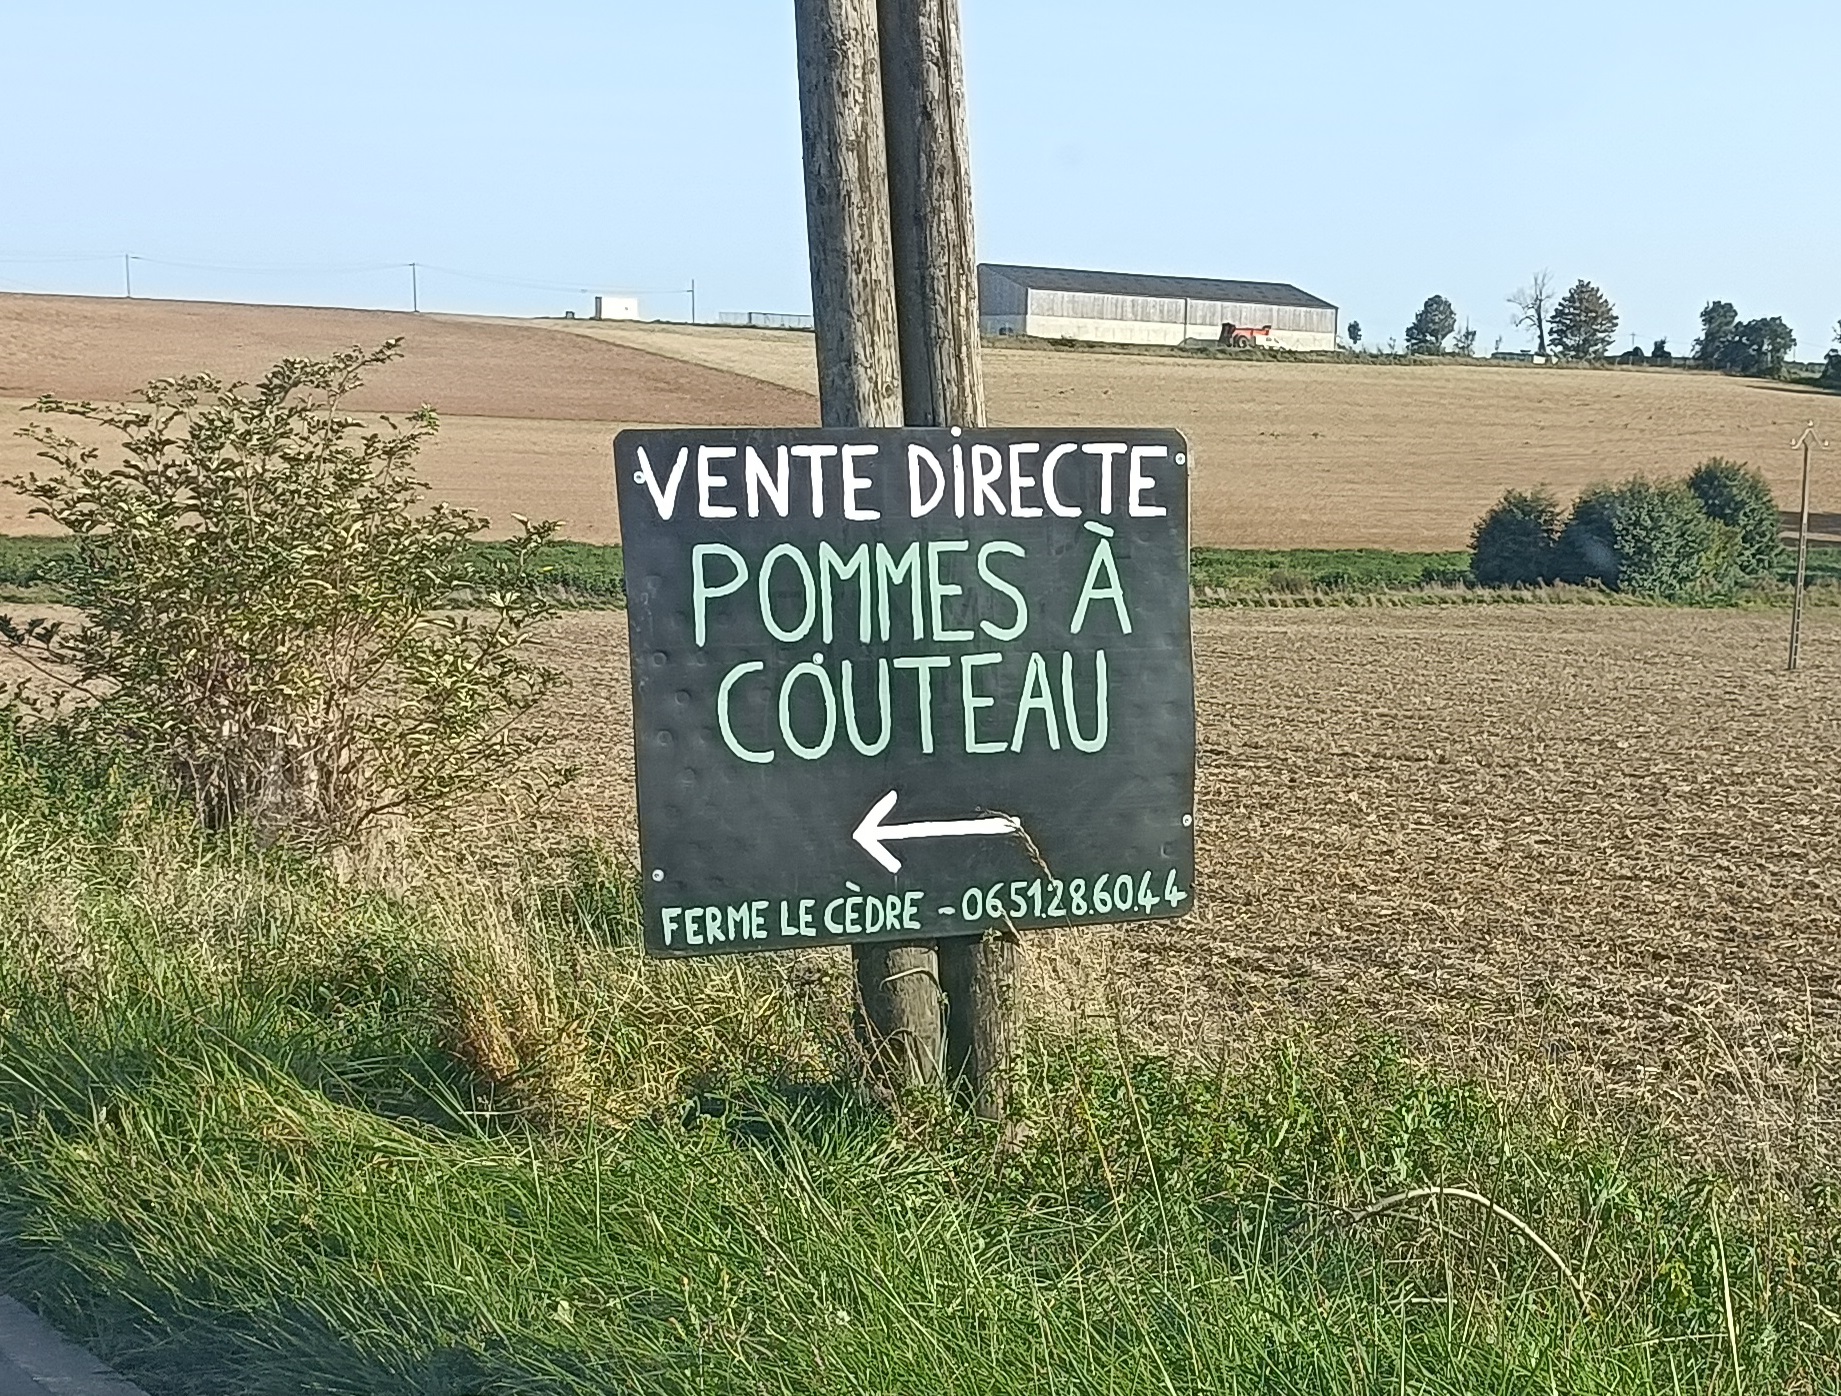 VENTE DIRECTE
POMMES À
COUTEAU
FERME LE CÈDRE - 06.51.28.60.44